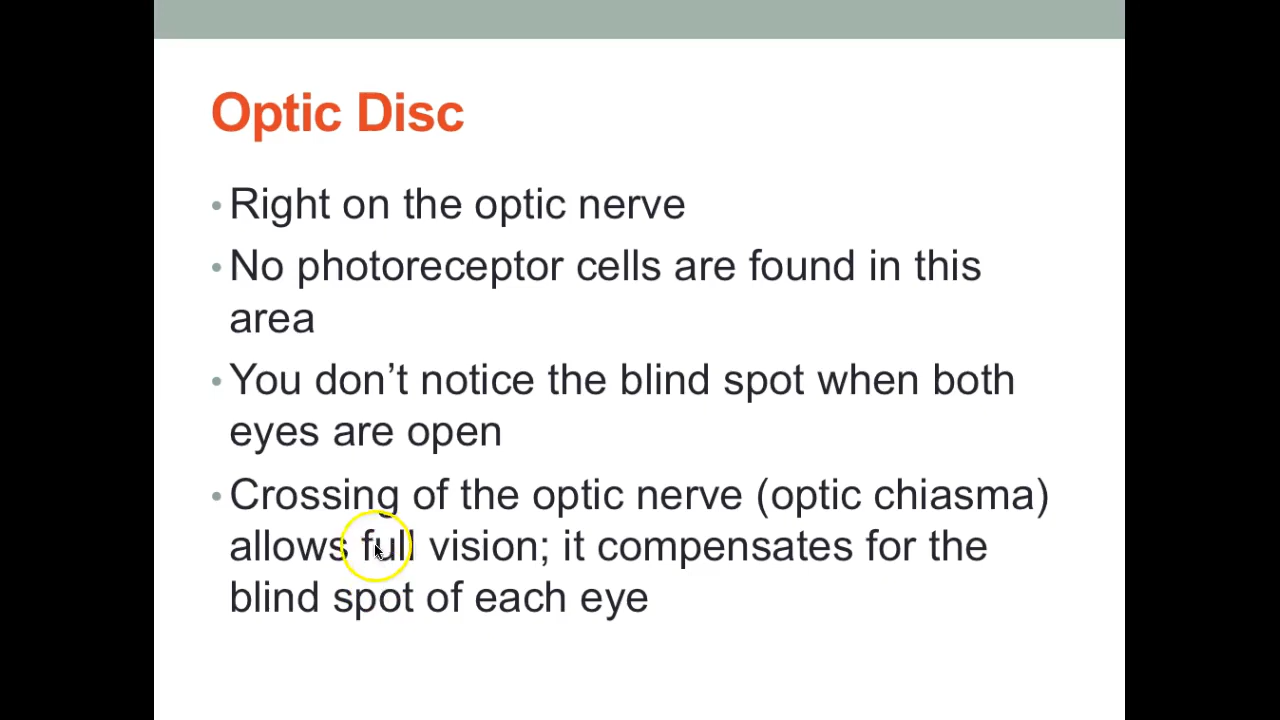 Optic Disc
• Right on the optic nerve
• No photoreceptor cells are found in this
area
• You don’t notice the blind spot when both
eyes are open
• Crossing of the optic nerve (optic chiasma)
allows full vision; it compensates for the
blind spot of each eye